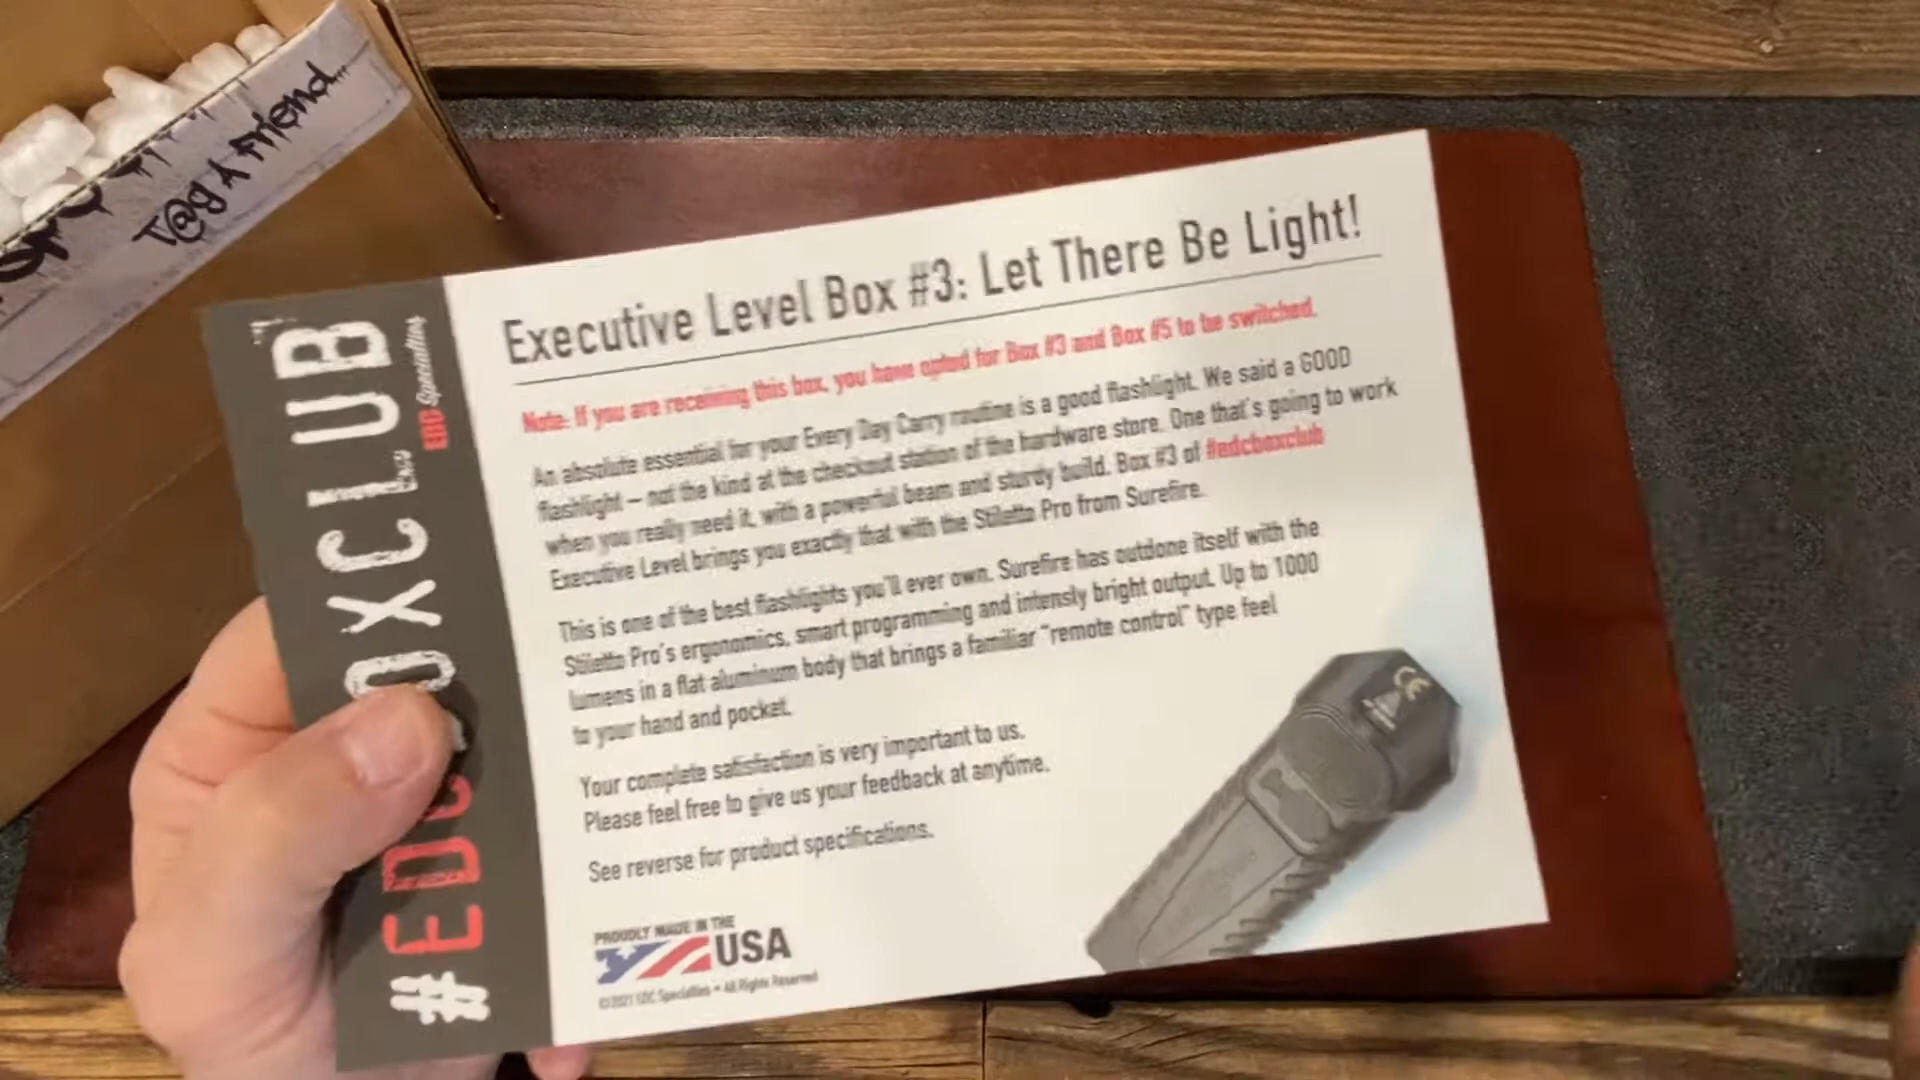 T@g A friend...
#EDC OXCLUB
EDC Specialties
Executive Level Box #3: Let There Be Light!
Note: If you are receiving this box, you have opted for Box #3 and Box #5 to be switched.
An absolute essential for your Every Day Carry routine is a good flashlight. We said a GOOD
flashlight – not the kind at the checkout station of the hardware store. One that's going to work
when you really need it, with a powerful beam and sturdy build. Box #3 of #edcboxclub
Executive Level brings you exactly that with the Stiletto Pro from Surefire.
This is one of the best flashlights you'll ever own. Surefire has outdone itself with the
Stiletto Pro's ergonomics, smart programming and intensly bright output. Up to 1000
lumens in a flat aluminum body that brings a familiar "remote control" type feel
to your hand and pocket.
Your complete satisfaction is very important to us.
Please feel free to give us your feedback at anytime.
See reverse for product specifications.
PROUDLY MADE IN THE
USA
©2021 EDC Specialties • All Rights Reserved